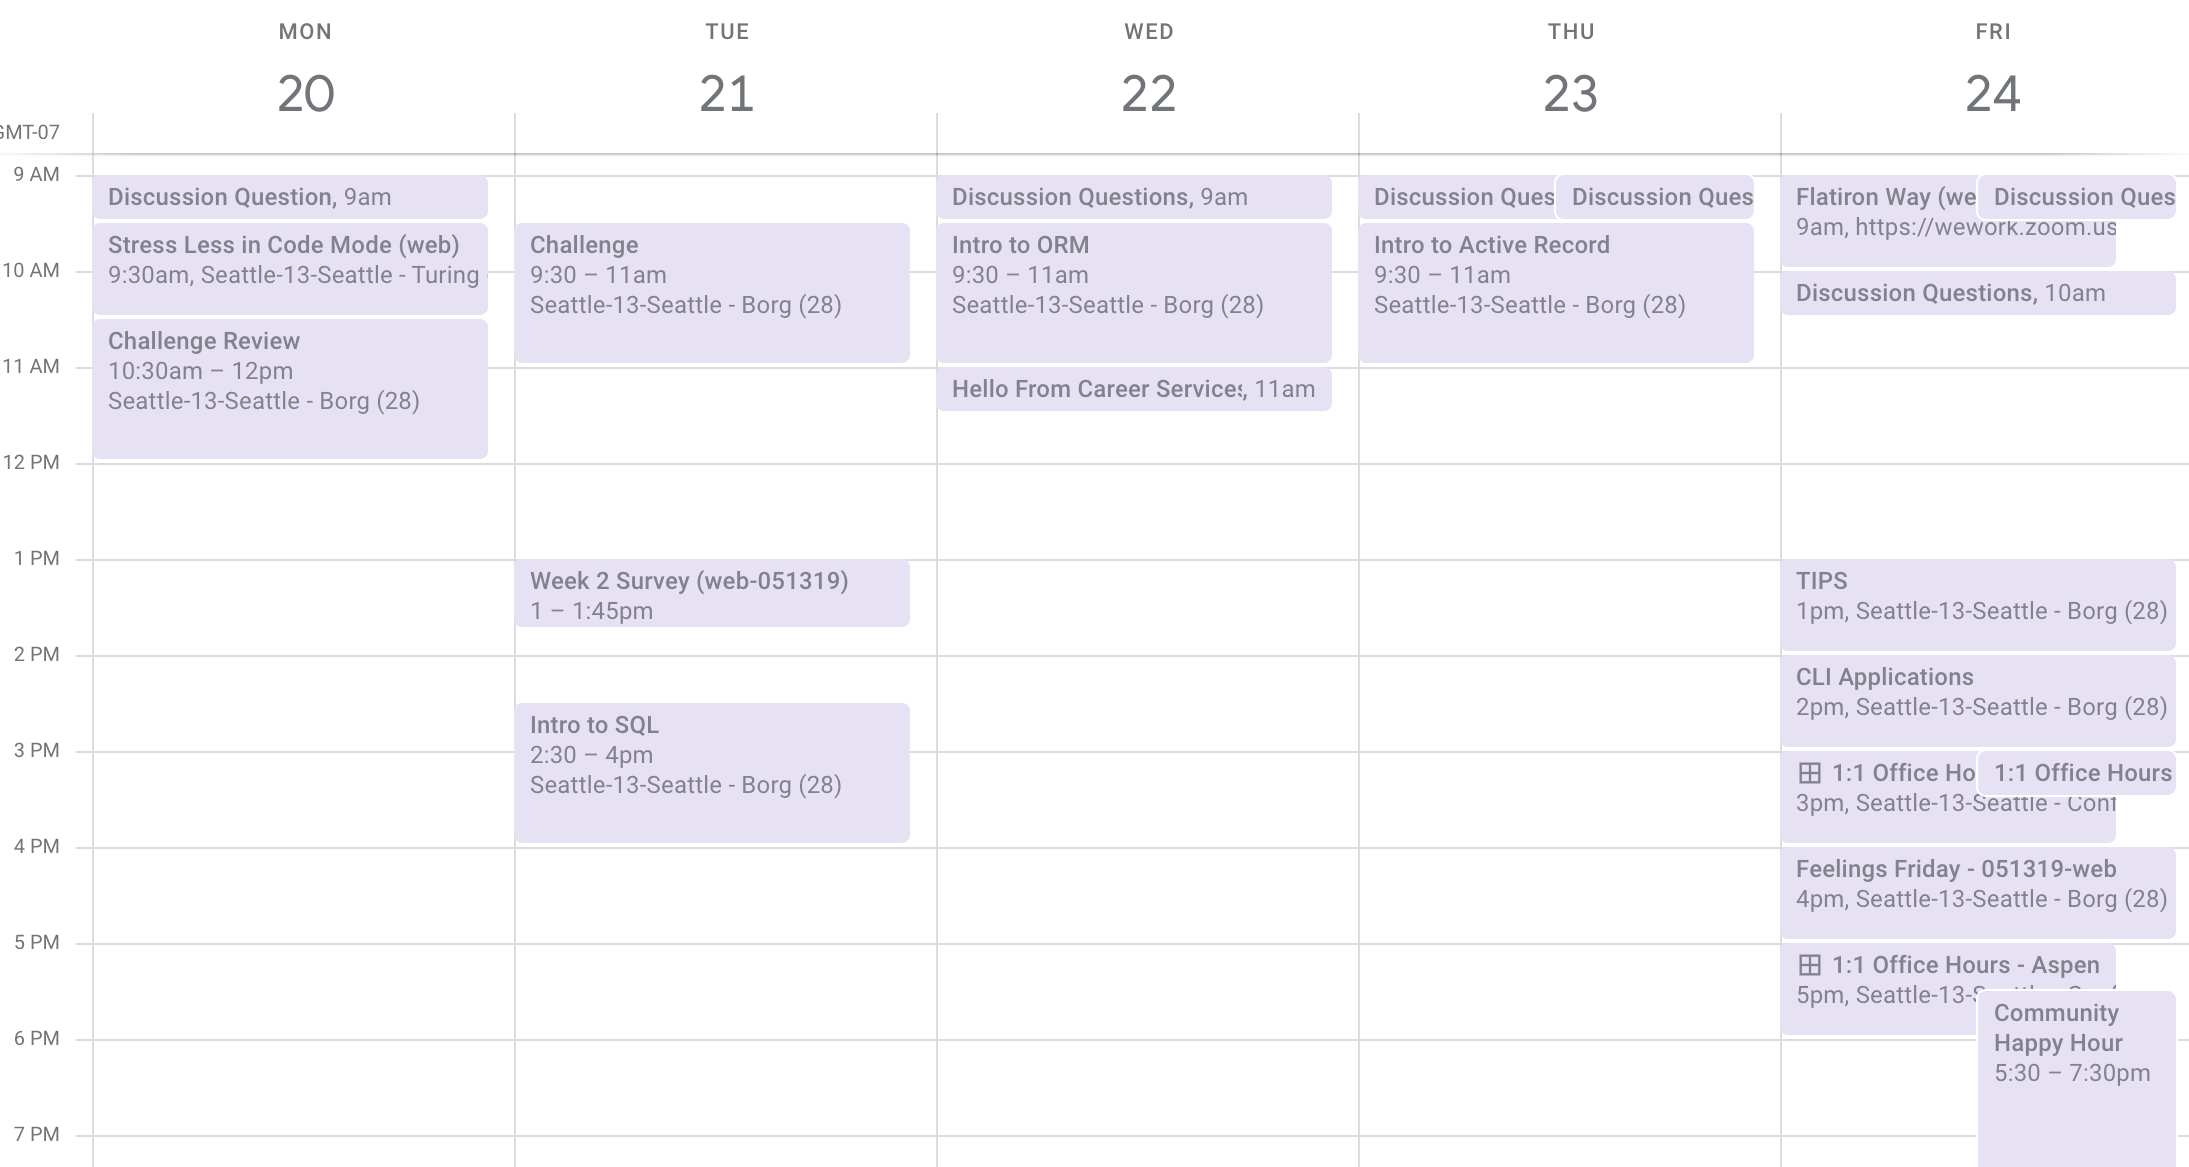 MON
TUE
WED
THU
FRI
20
21
22
23
24
GMT-07
9 AM
10 AM
11 AM
12 PM
1 PM
2 PM
3 PM
4 PM
5 PM
6 PM
7 PM
Discussion Question, 9am
Stress Less in Code Mode (web)
9:30am, Seattle-13-Seattle - Turing
Challenge Review
10:30am – 12pm
Seattle-13-Seattle - Borg (28)
Challenge
9:30 – 11am
Seattle-13-Seattle - Borg (28)
Week 2 Survey (web-051319)
1 – 1:45pm
Intro to SQL
2:30 – 4pm
Seattle-13-Seattle - Borg (28)
Discussion Questions, 9am
Intro to ORM
9:30 – 11am
Seattle-13-Seattle - Borg (28)
Hello From Career Services, 11am
Discussion Ques
Discussion Ques
Intro to Active Record
9:30 – 11am
Seattle-13-Seattle - Borg (28)
Flatiron Way (we
9am, https://wework.zoom.us
Discussion Ques
Discussion Questions, 10am
TIPS
1pm, Seattle-13-Seattle - Borg (28)
CLI Applications
2pm, Seattle-13-Seattle - Borg (28)
1:1 Office Ho
3pm, Seattle-13-Seattle - Conf
1:1 Office Hours
Feelings Friday - 051319-web
4pm, Seattle-13-Seattle - Borg (28)
1:1 Office Hours - Aspen
5pm, Seattle-13-
Community
Happy Hour
5:30 – 7:30pm